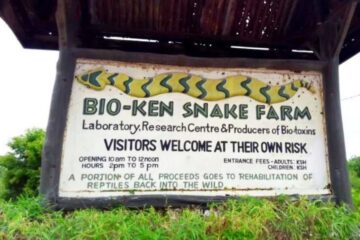 BIO-KEN SNAKE FARM
Laboratory, Research Centre & Producers of Bio-toxins
VISITORS WELCOME AT THEIR OWN RISK
OPENING 10am TO 12noon
HOURS 2pm TO 5pm
ENTRANCE FEES - ADULTS: KSH
CHILDREN: KSH
A PORTION OF ALL PROCEEDS GOES TO REHABILITATION OF
REPTILES BACK INTO THE WILD.